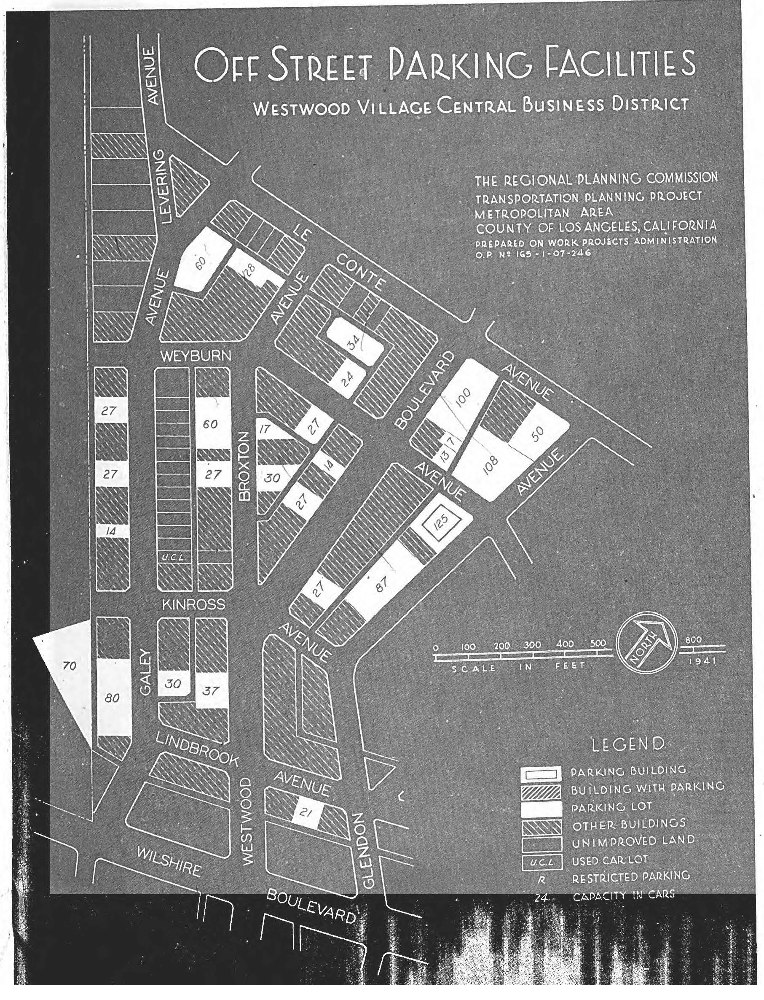 OFF STREET PARKING FACILITIES
WESTWOOD VILLAGE CENTRAL BUSINESS DISTRICT
THE REGIONAL PLANNING COMMISSION
TRANSPORTATION PLANNING PROJECT
METROPOLITAN AREA
COUNTY OF LOS ANGELES, CALIFORNIA
PREPARED ON WORK PROJECTS ADMINISTRATION
O.P. Nº 165-1-07-246
AVENUE
LEVERING
AVENUE
LE
CONTE
AVENUE
60
28
AVENUE
34
24
WEYBURN
BOULEVARD
100
50
7
13
108
AVENUE
AVENUE
27
60
17
27
27
27
BROXTON
30
14
27
14
125
U.C.L.
27
87
KINROSS
AVENUE
70
80
GALEY
30
37
0 100 200 300 400 500 800
SCALE IN FEET
NORTH
1941
LINDBROOK
AVENUE
WESTWOOD
21
GLENDON
WILSHIRE
BOULEVARD
LEGEND
PARKING BUILDING
BUILDING WITH PARKING
PARKING LOT
OTHER BUILDINGS
UNIMPROVED LAND
U.C.L USED CAR LOT
R RESTRICTED PARKING
24 CAPACITY IN CARS